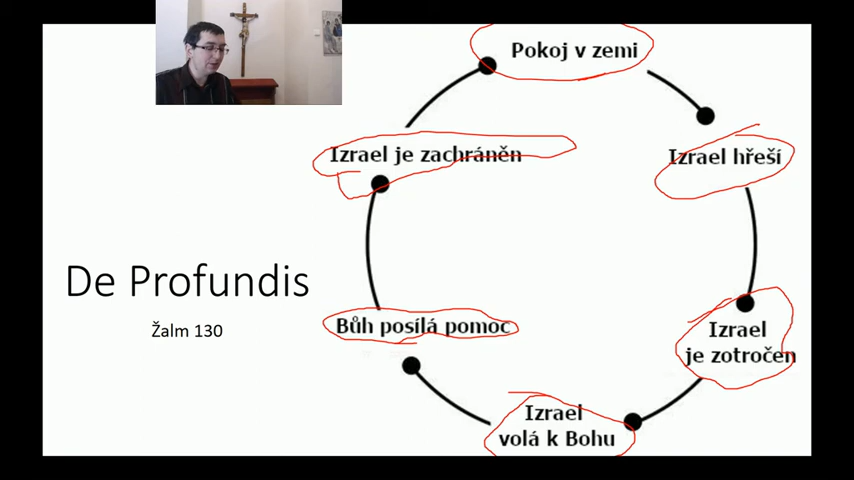 De Profundis
Žalm 130
Pokoj v zemi
Izrael hřeší
Izrael
je zotročen
Izrael
volá k Bohu
Bůh posílá pomoc
Izrael je zachráněn